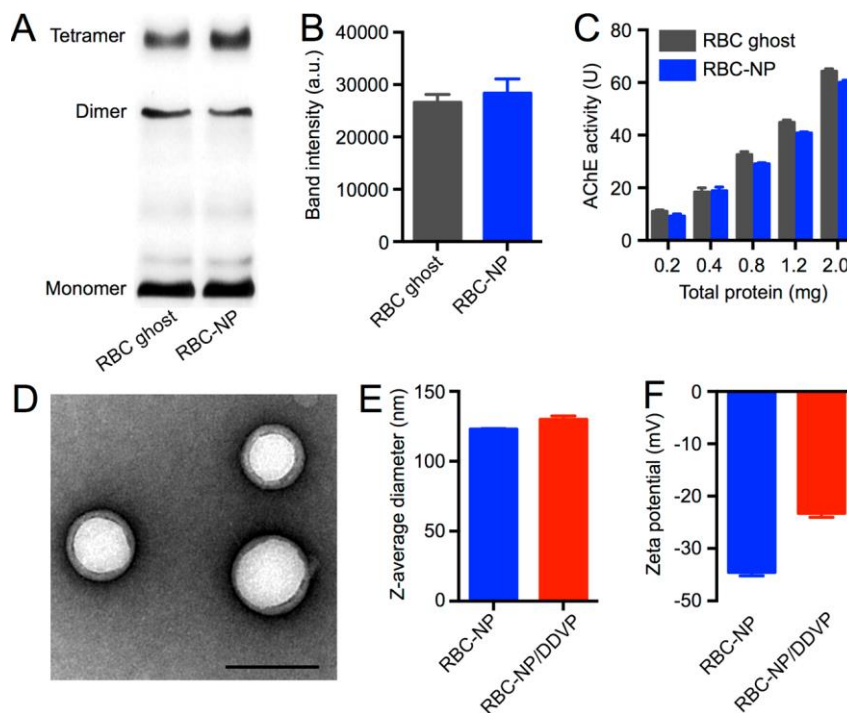 A
Tetramer
Dimer
Monomer
RBC ghost
RBC-NP
B
Band intensity (a.u.)
40000
30000
20000
10000
0
RBC ghost
RBC-NP
C
RBC ghost
RBC-NP
AChE activity (U)
80
60
40
20
0
0.2 0.4 0.8 1.2 2.0
Total protein (mg)
D
E
Z-average diameter (nm)
150
100
50
0
RBC-NP
RBC-NP/DDVP
F
Zeta potential (mV)
0
-10
-20
-30
-40
-50
RBC-NP
RBC-NP/DDVP